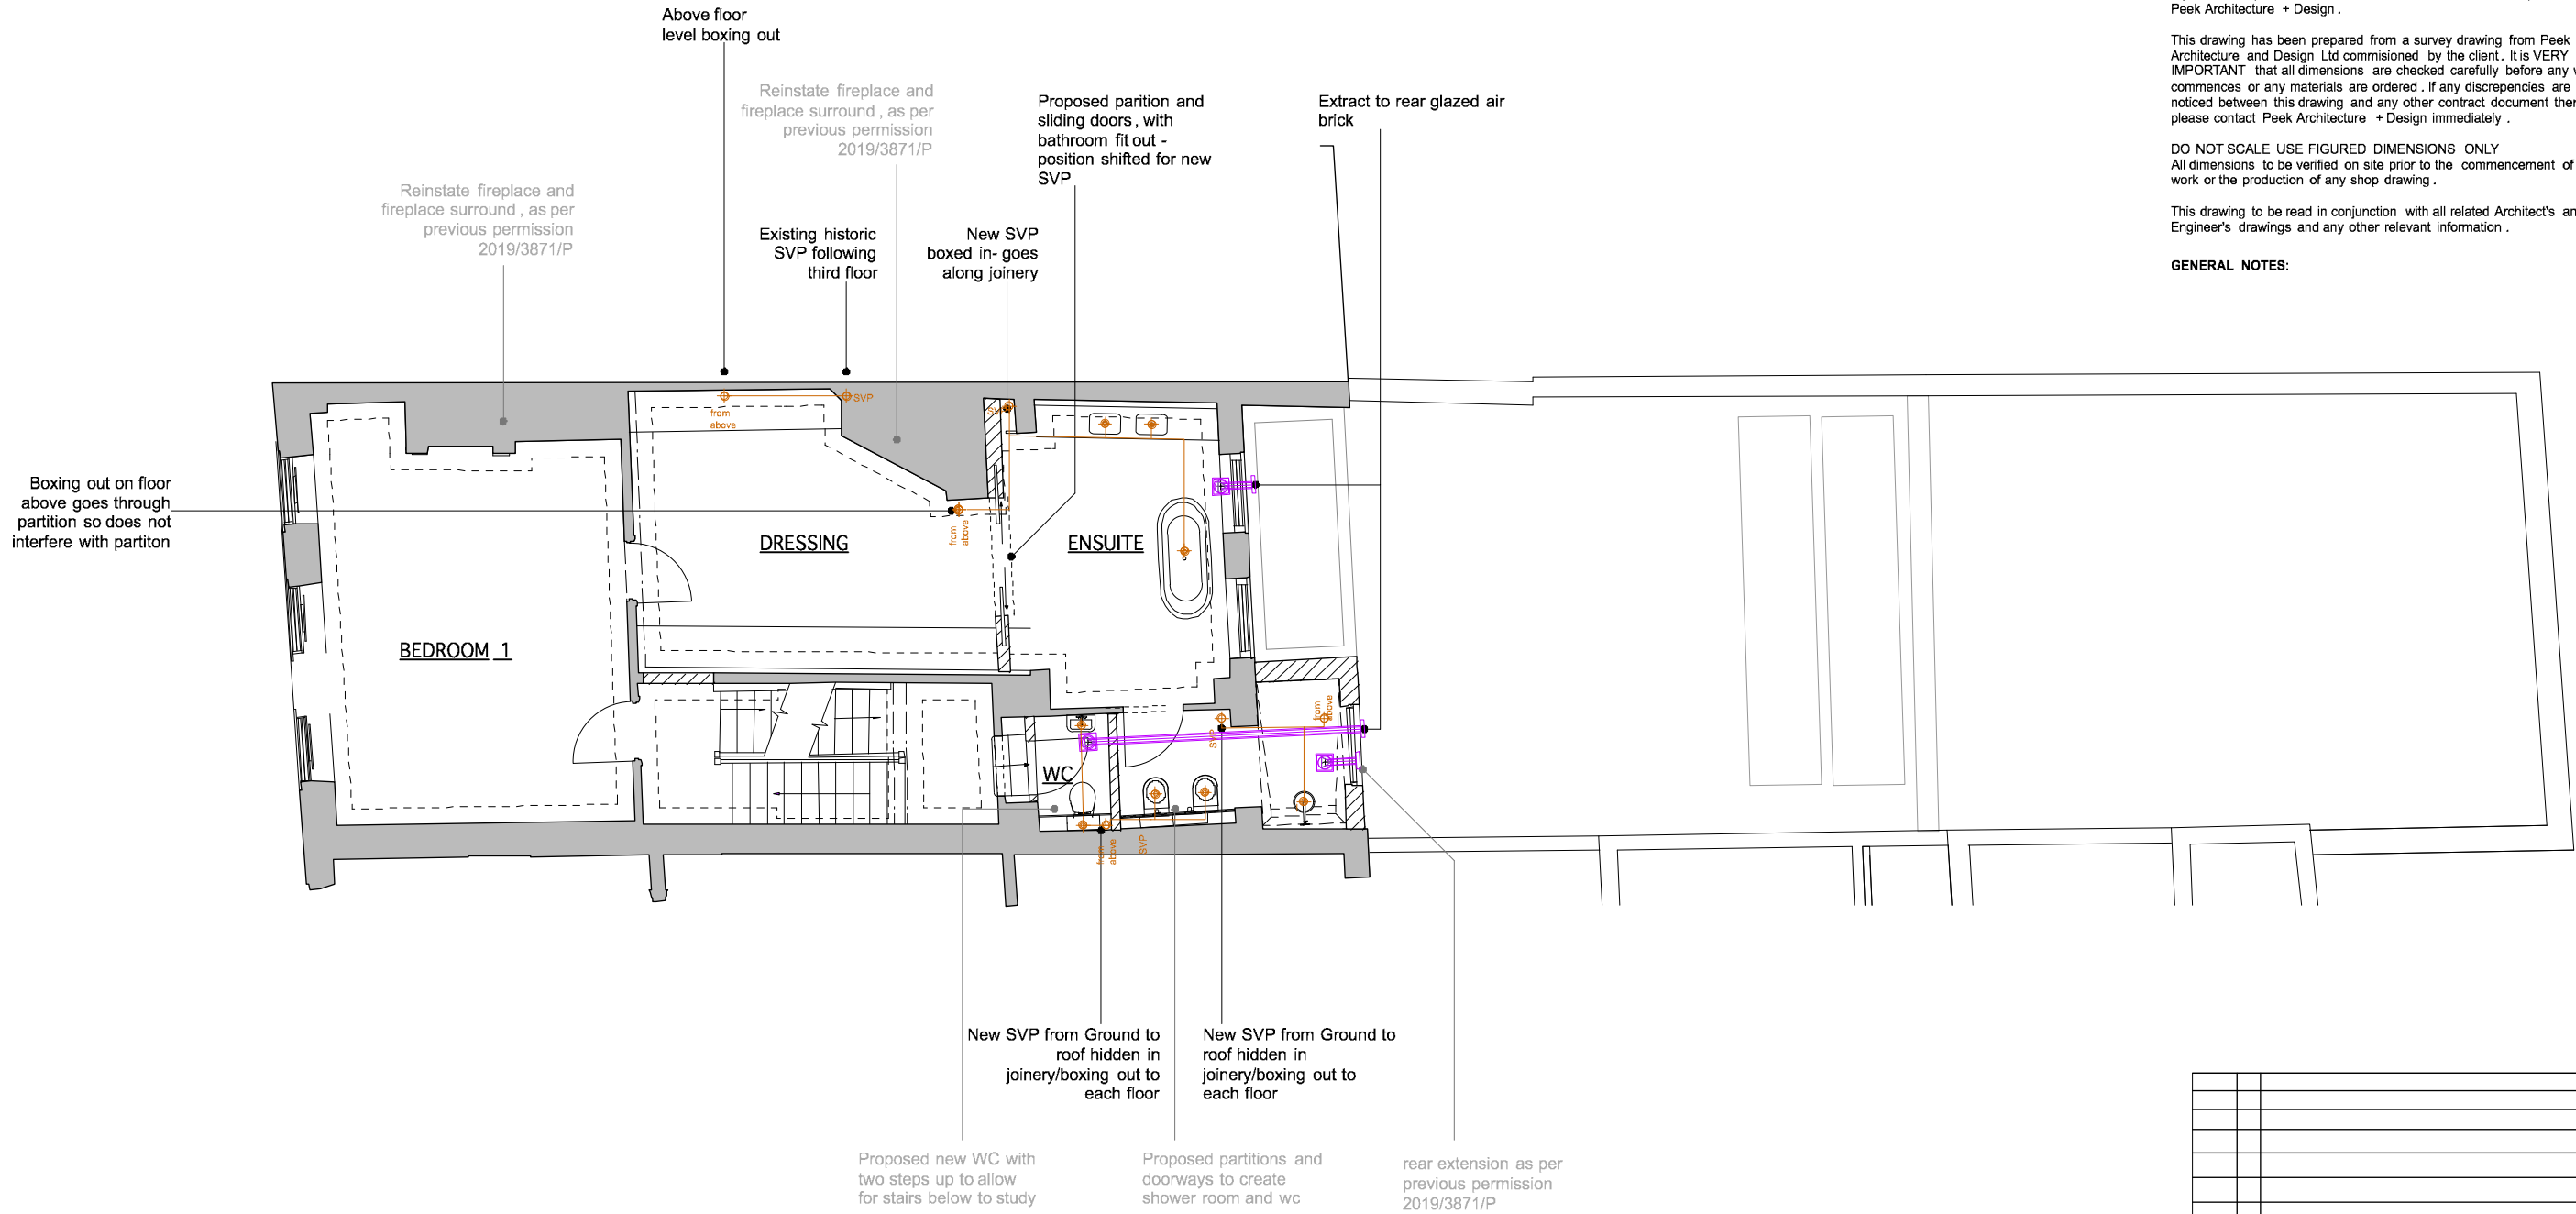 Above floor
level boxing out
Reinstate fireplace and
fireplace surround , as per
previous permission
2019/3871/P
Proposed parition and
sliding doors , with
bathroom fit out -
position shifted for new
SVP
Extract to rear glazed air
brick
Reinstate fireplace and
fireplace surround , as per
previous permission
2019/3871/P
Existing historic
SVP following
third floor
New SVP
boxed in- goes
along joinery
Peek Architecture + Design .
This drawing has been prepared from a survey drawing from Peek
Architecture and Design Ltd commisioned by the client. It is VERY
IMPORTANT that all dimensions are checked carefully before any
commences or any materials are ordered . If any discrepencies are
noticed between this drawing and any other contract document
please contact Peek Architecture + Design immediately .
DO NOT SCALE USE FIGURED DIMENSIONS ONLY
All dimensions to be verified on site prior to the commencement of
work or the production of any shop drawing .
This drawing to be read in conjunction with all related Architect's
Engineer's drawings and any other relevant information .
GENERAL NOTES:
from
above
SVP
Boxing out on floor
above goes through
partition so does not
interfere with partiton
from
above
DRESSING
ENSUITE
BEDROOM 1
from
above
SVP
WC
above
SVP
New SVP from Ground to
roof hidden in
joinery/boxing out to
each floor
New SVP from Ground to
roof hidden in
joinery/boxing out to
each floor
Proposed new WC with
two steps up to allow
for stairs below to study
Proposed partitions and
doorways to create
shower room and wc
rear extension as per
previous permission
2019/3871/P